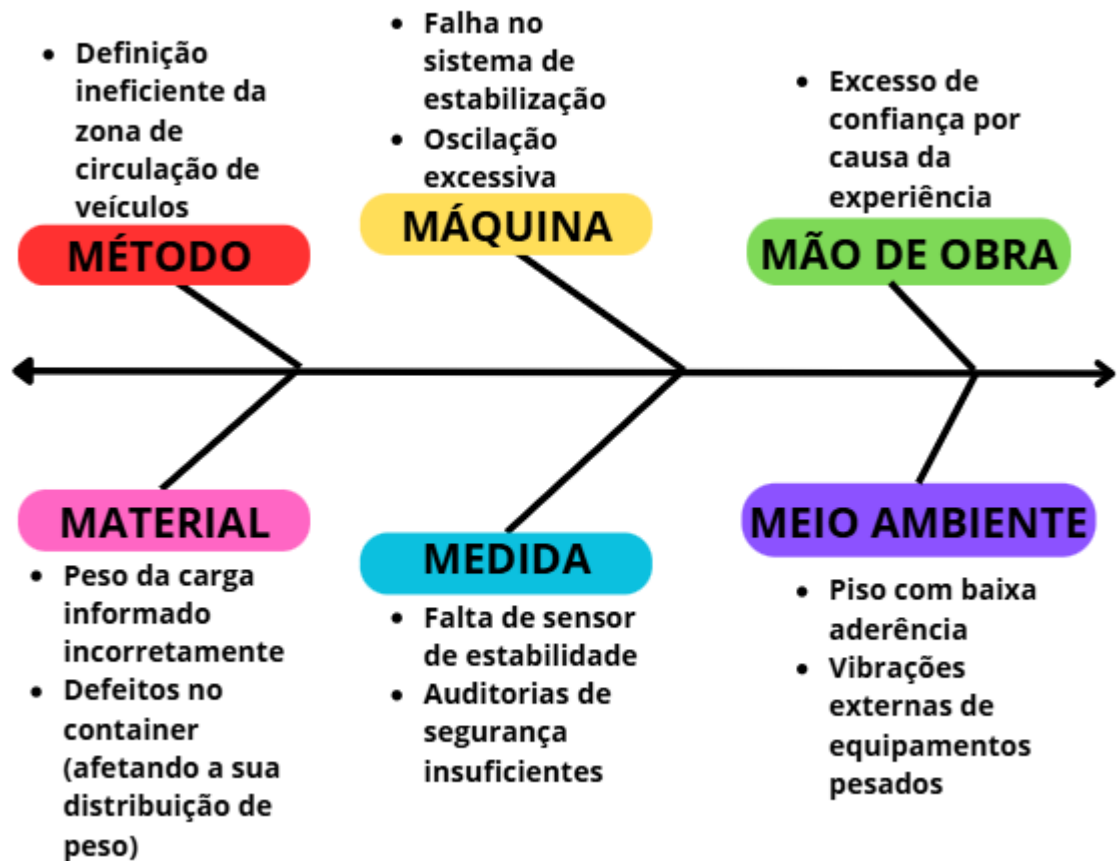 • Definição
ineficiente da
zona de
circulação de
veículos
MÉTODO
• Falha no
sistema de
estabilização
• Oscilação
excessiva
MÁQUINA
• Excesso de
confiança por
causa da
experiência
MÃO DE OBRA
MATERIAL
• Peso da carga
informado
incorretamente
• Defeitos no
container
(afetando a sua
distribuição de
peso)
MEDIDA
• Falta de sensor
de estabilidade
• Auditorias de
segurança
insuficientes
MEIO AMBIENTE
• Piso com baixa
aderência
• Vibrações
externas de
equipamentos
pesados